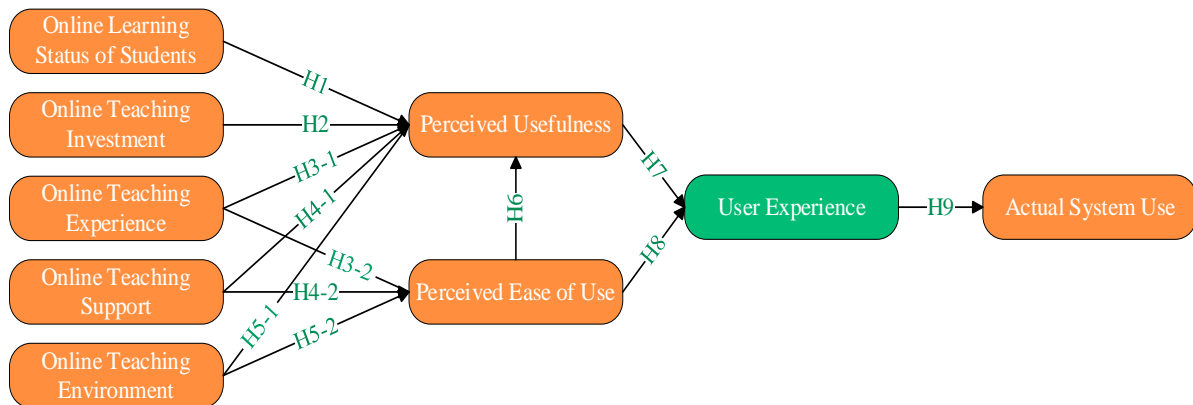 Online Learning
Status of Students
Online Teaching
Investment
Online Teaching
Experience
Online Teaching
Support
Online Teaching
Environment
H1
H2
H3-1
H4-1
H5-1
H3-2
H4-2
H5-2
Perceived Usefulness
H6
Perceived Ease of Use
H7
H8
User Experience
H9
Actual System Use